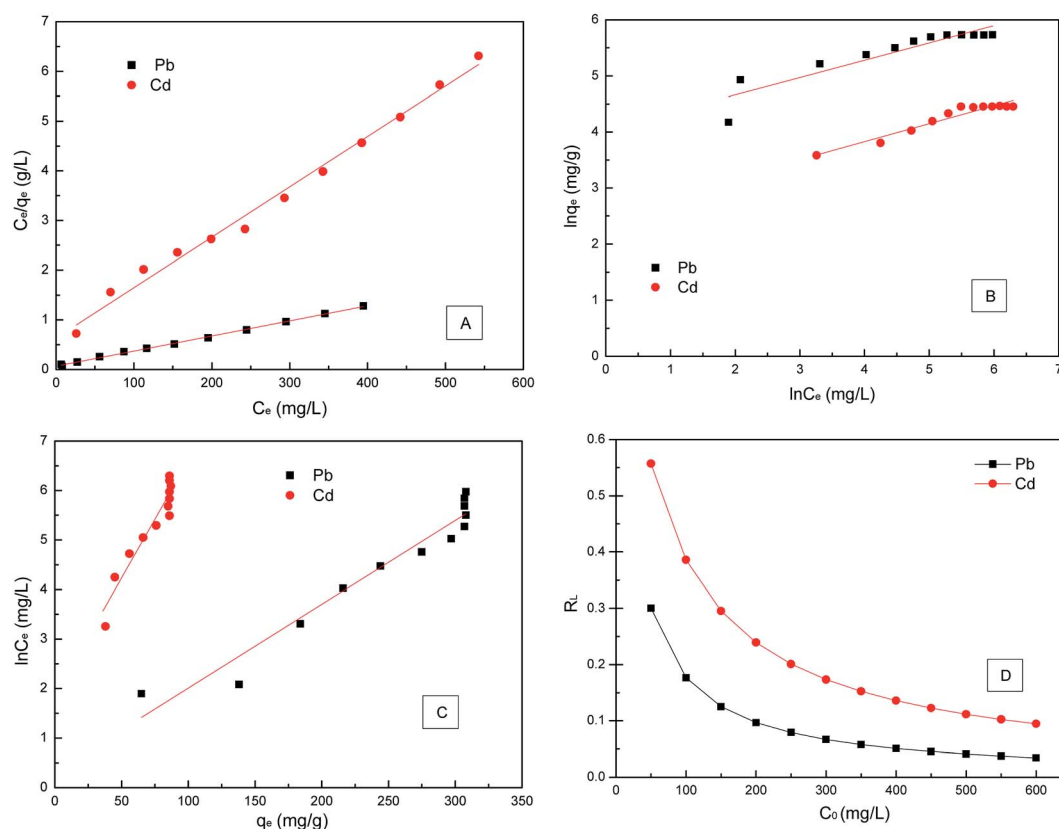 7
6
5
4
3
2
1
0
Pb
Cd
A
Cₑ/qₑ (g/L)
0 100 200 300 400 500 600
Cₑ (mg/L)
6
5
4
3
2
1
0
Pb
Cd
B
lnqₑ (mg/g)
0 1 2 3 4 5 6 7
lnCₑ (mg/L)
7
6
5
4
3
2
1
0
Pb
Cd
C
lnCₑ (mg/L)
0 50 100 150 200 250 300 350
qₑ (mg/g)
0.6
0.5
0.4
0.3
0.2
0.1
0.0
Pb
Cd
D
R_L
0 100 200 300 400 500 600
C₀ (mg/L)